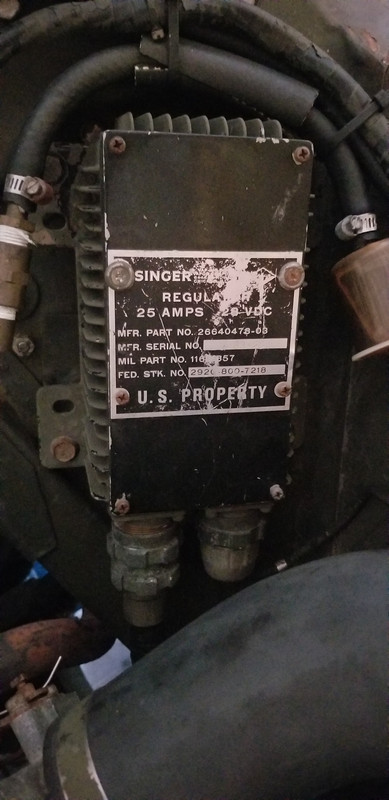 SINGER
REGULATOR
25 AMPS 28 VDC
MFR. PART NO. 26640478-03
MFR. SERIAL NO.
MIL PART NO.
FED. STK. NO.
U. S. PROPERTY